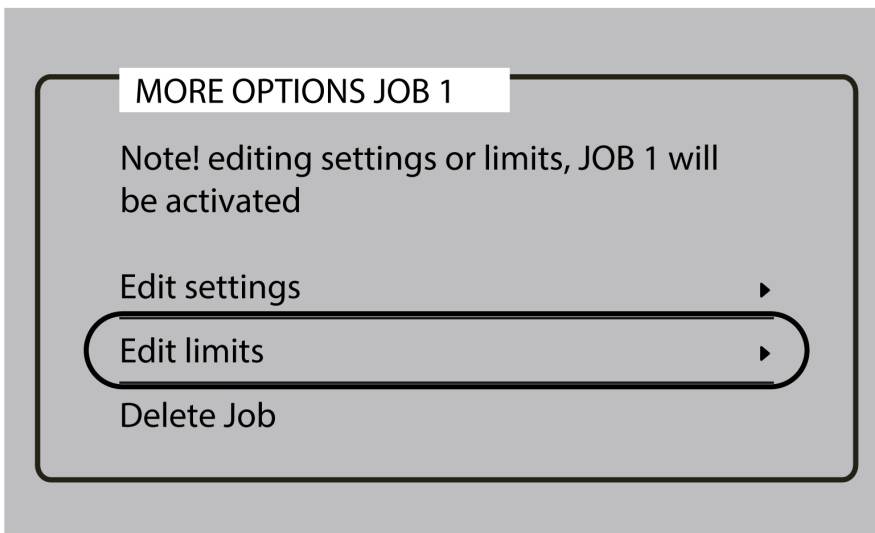 MORE OPTIONS JOB 1
Note! editing settings or limits, JOB 1 will
be activated
Edit settings
Edit limits
Delete Job